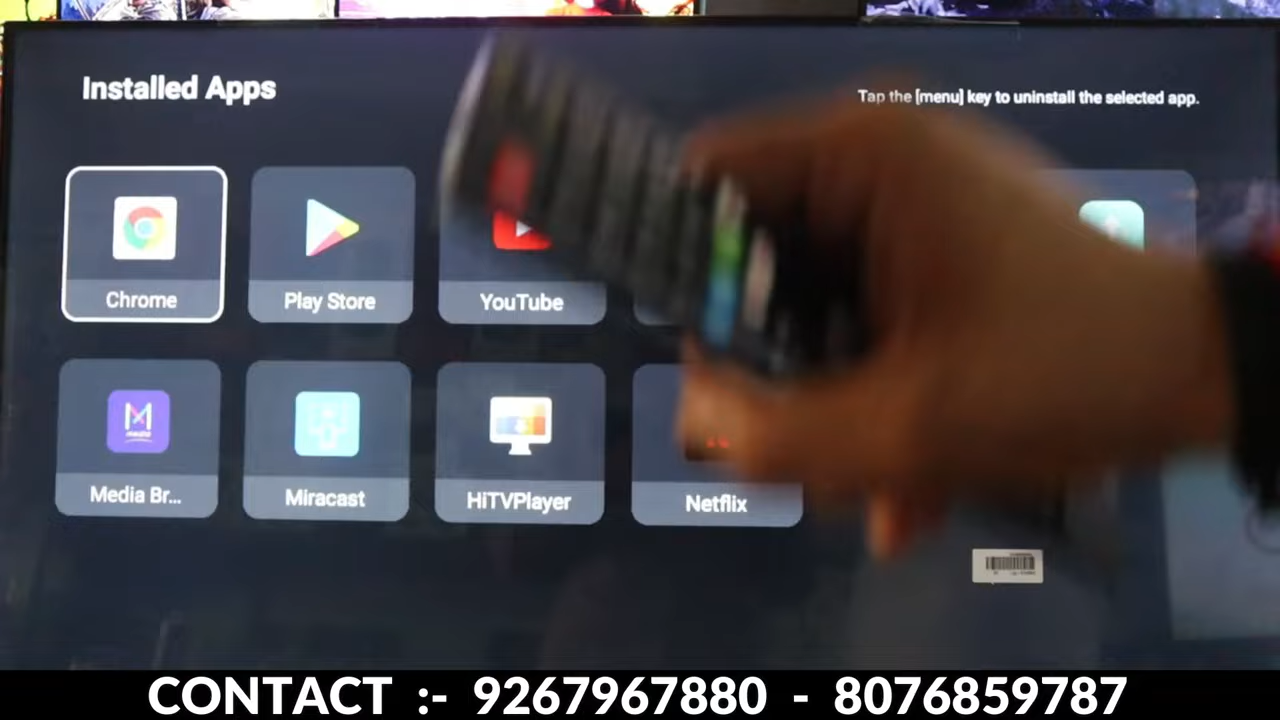 Installed Apps
Tap the [menu] key to uninstall the selected app.
Chrome
Play Store
YouTube
Media Br...
Miracast
HiTVPlayer
Netflix
CONTACT :- 9267967880 - 8076859787